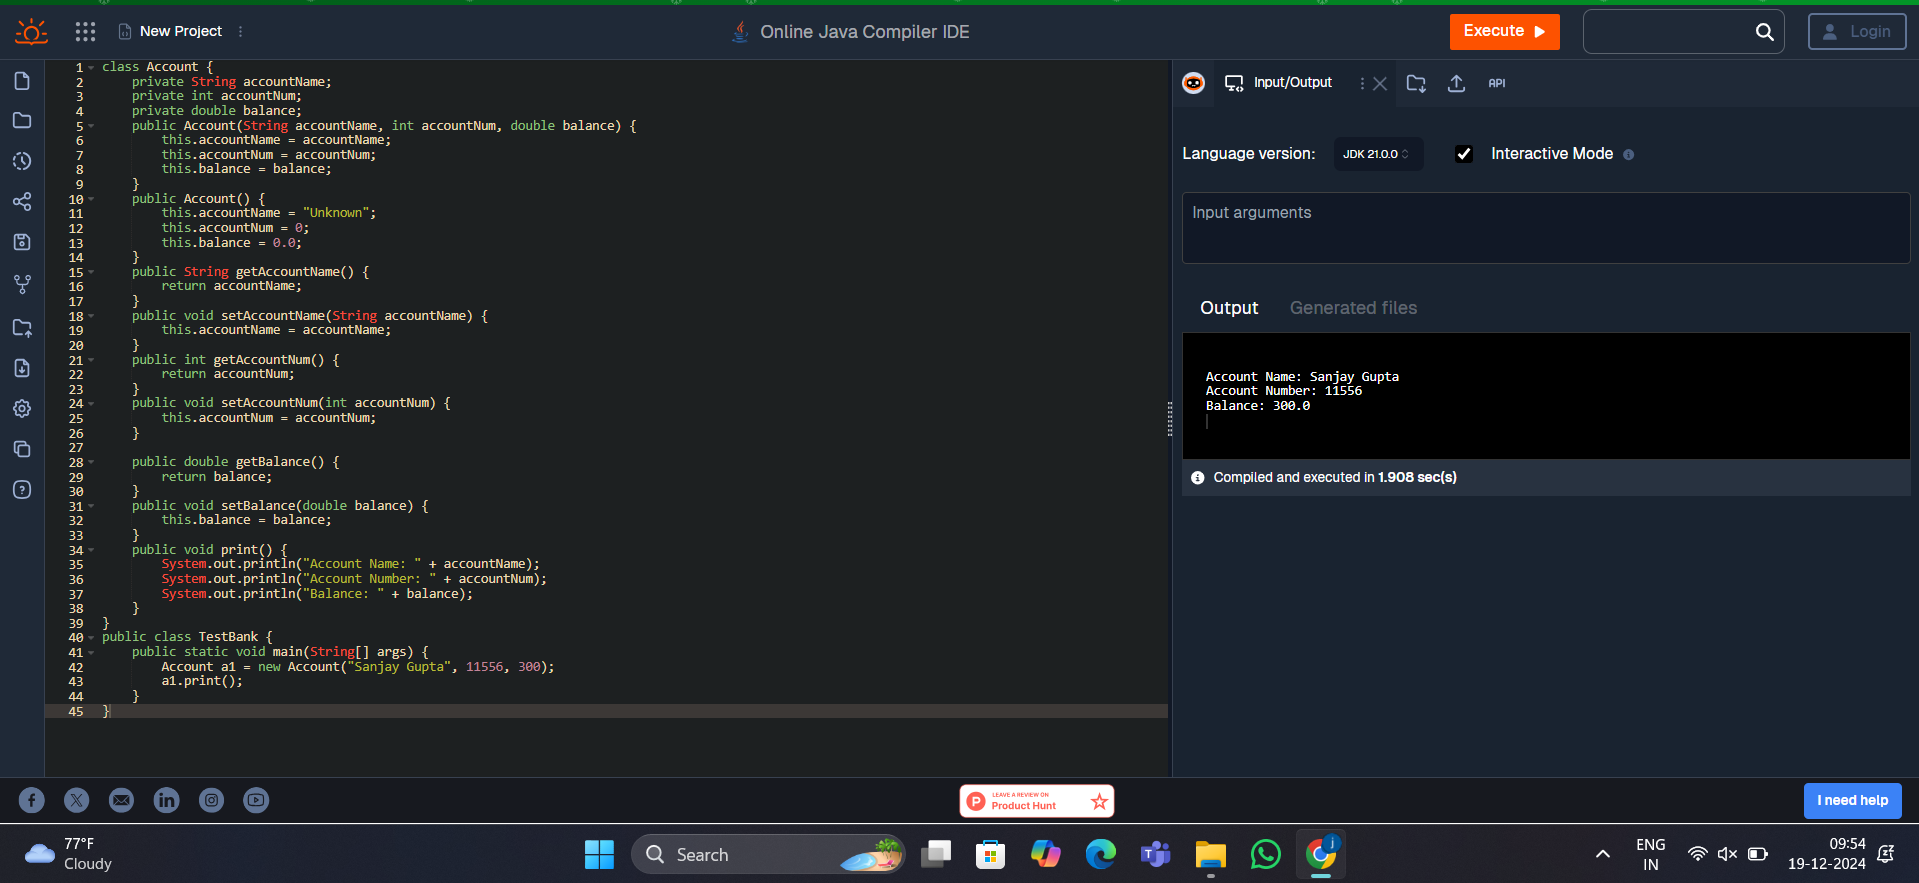 New Project
Online Java Compiler IDE
Execute
Login
1 class Account {
2     private String accountName;
3     private int accountNum;
4     private double balance;
5     public Account(String accountName, int accountNum, double balance) {
6         this.accountName = accountName;
7         this.accountNum = accountNum;
8         this.balance = balance;
9     }
10     public Account() {
11         this.accountName = "Unknown";
12         this.accountNum = 0;
13         this.balance = 0.0;
14     }
15     public String getAccountName() {
16         return accountName;
17     }
18     public void setAccountName(String accountName) {
19         this.accountName = accountName;
20     }
21     public int getAccountNum() {
22         return accountNum;
23     }
24     public void setAccountNum(int accountNum) {
25         this.accountNum = accountNum;
26     }
27
28     public double getBalance() {
29         return balance;
30     }
31     public void setBalance(double balance) {
32         this.balance = balance;
33     }
34     public void print() {
35         System.out.println("Account Name: " + accountName);
36         System.out.println("Account Number: " + accountNum);
37         System.out.println("Balance: " + balance);
38     }
39 }
40 public class TestBank {
41     public static void main(String[] args) {
42         Account a1 = new Account("Sanjay Gupta", 11556, 300);
43         a1.print();
44     }
45 }
Input/Output
API
Language version: JDK 21.0.0 Interactive Mode
Input arguments
Output Generated files
Account Name: Sanjay Gupta
Account Number: 11556
Balance: 300.0
Compiled and executed in 1.908 sec(s)
LEAVE A REVIEW ON
Product Hunt
I need help
77°F
Cloudy
Search
ENG
IN
09:54
19-12-2024